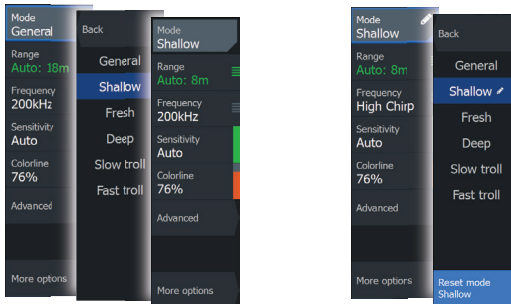 Mode
General
Range
Auto: 18m
Frequency
200kHz
Sensitivity
Auto
Colorline
76%
Advanced
More options
Back
General
Shallow
Fresh
Deep
Slow troll
Fast troll
Mode
Shallow
Range
Auto: 8m
Frequency
200kHz
Sensitivity
Auto
Colorline
76%
Advanced
More options
Mode
Shallow
Range
Auto: 8m
Frequency
High Chirp
Sensitivity
Auto
Colorline
76%
Advanced
More options
Back
General
Shallow
Fresh
Deep
Slow troll
Fast troll
Reset mode
Shallow